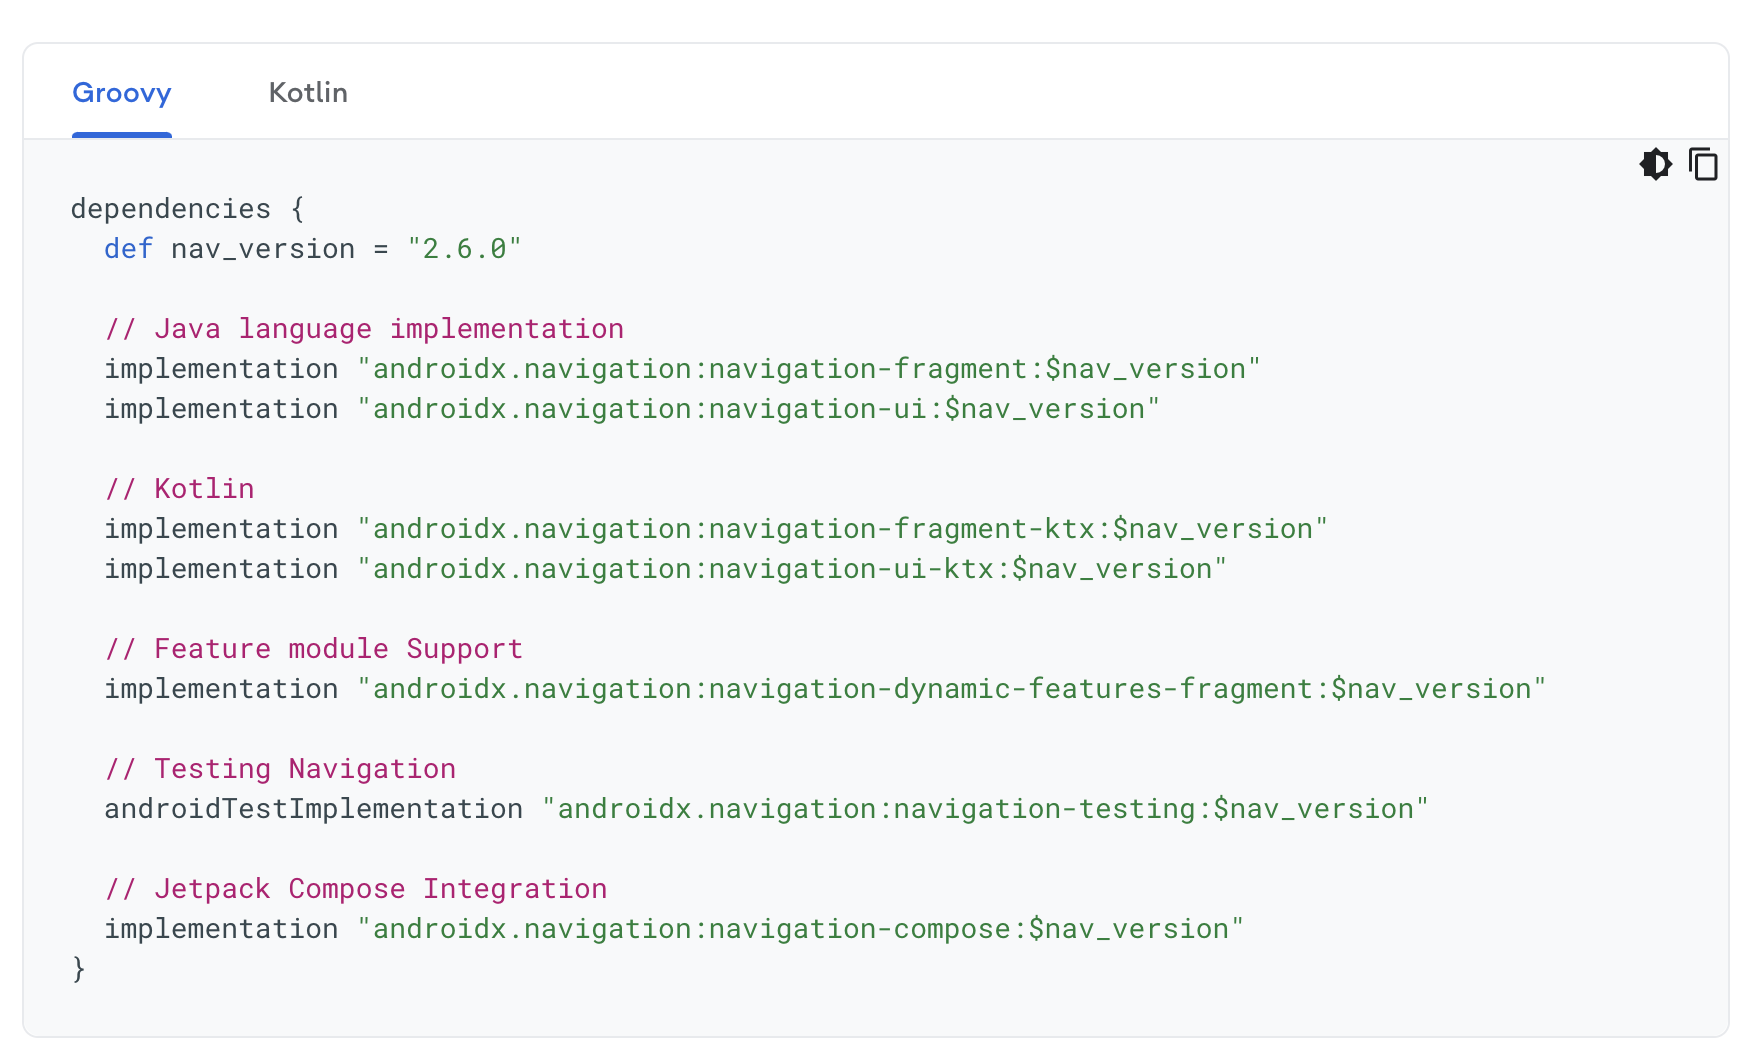 Groovy Kotlin
dependencies {
  def nav_version = "2.6.0"

  // Java language implementation
  implementation "androidx.navigation:navigation-fragment:$nav_version"
  implementation "androidx.navigation:navigation-ui:$nav_version"

  // Kotlin
  implementation "androidx.navigation:navigation-fragment-ktx:$nav_version"
  implementation "androidx.navigation:navigation-ui-ktx:$nav_version"

  // Feature module Support
  implementation "androidx.navigation:navigation-dynamic-features-fragment:$nav_version"

  // Testing Navigation
  androidTestImplementation "androidx.navigation:navigation-testing:$nav_version"

  // Jetpack Compose Integration
  implementation "androidx.navigation:navigation-compose:$nav_version"
}